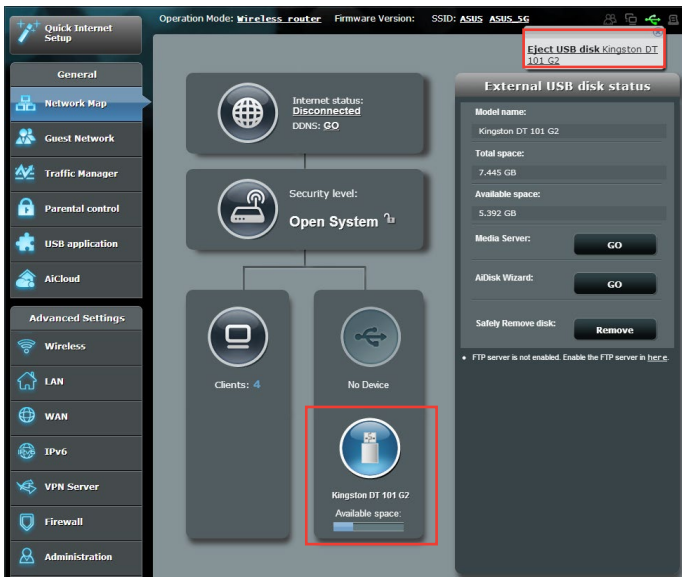 Quick Internet
Setup
Operation Mode: Wireless router Firmware Version: SSID: ASUS ASUS_5G
Eject USB disk Kingston DT
101 G2
General
Network Map
Guest Network
Traffic Manager
Parental control
USB application
AiCloud
Advanced Settings
Wireless
LAN
WAN
IPv6
VPN Server
Firewall
Administration
Internet status:
Disconnected
DDNS: GO
Security level:
Open System
Clients: 4
No Device
Kingston DT 101 G2
Available space:
External USB disk status
Model name:
Kingston DT 101 G2
Total space:
7.445 GB
Available space:
5.392 GB
Media Server: GO
AiDisk Wizard: GO
Safely Remove disk: Remove
• FTP server is not enabled. Enable the FTP server in here.